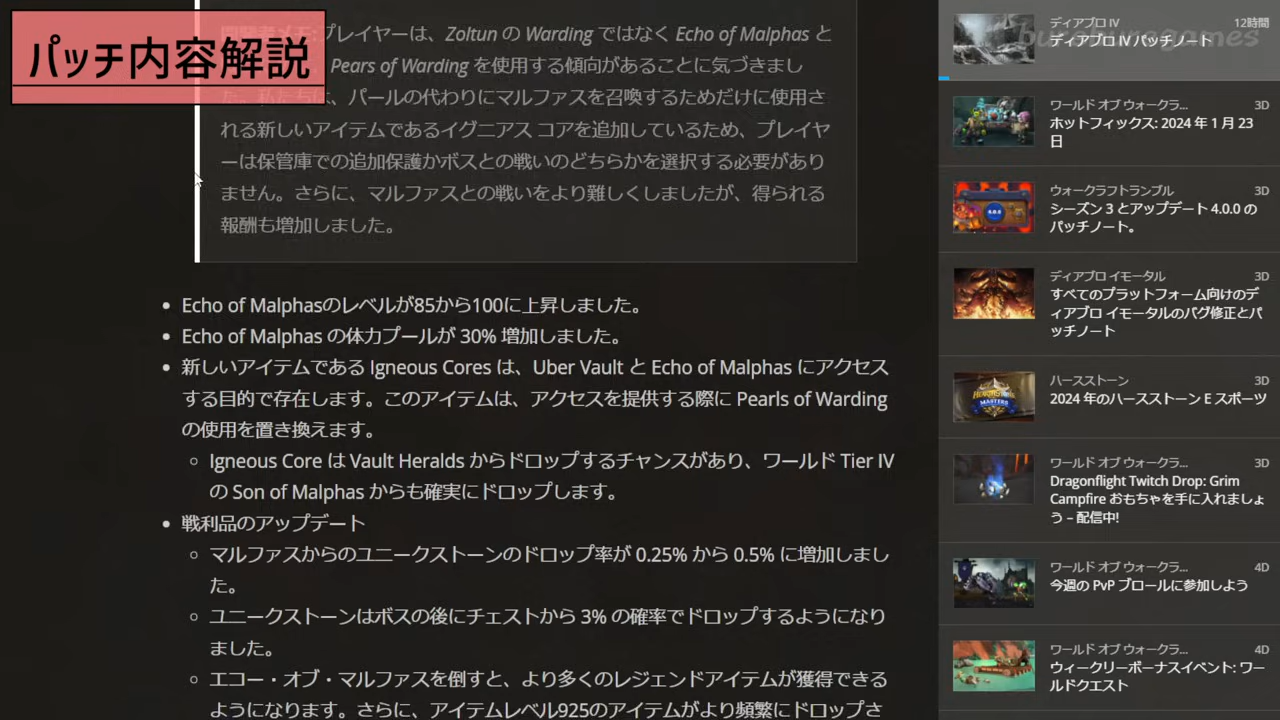 パッチ内容解説
プレイヤーは、Zoltun の Warding ではなく Echo of Malphas と
Pears of Warding を使用する傾向があることに気づきまし
た。私たちは、パールの代わりにマルファスを召喚するためだけに使用さ
れる新しいアイテムであるイグニアス コアを追加しているため、プレイヤ
ーは保管庫での追加保護かボスとの戦いのどちらかを選択する必要があり
ません。さらに、マルファスとの戦いをより難しくしましたが、得られる
報酬も増加しました。
• Echo of Malphasのレベルが85から100に上昇しました。
• Echo of Malphas の体力プールが 30% 増加しました。
• 新しいアイテムである Igneous Cores は、Uber Vault と Echo of Malphas にアクセス
する目的で存在します。このアイテムは、アクセスを提供する際に Pearls of Warding
の使用を置き換えます。
◦ Igneous Core は Vault Heralds からドロップするチャンスがあり、ワールド Tier IV
の Son of Malphas からも確実にドロップします。
• 戦利品のアップデート
◦ マルファスからのユニークストーンのドロップ率が 0.25% から 0.5% に増加しまし
た。
◦ ユニークストーンはボスの後にチェストから 3% の確率でドロップするようになり
ました。
◦ エコー・オブ・マルファスを倒すと、より多くのレジェンドアイテムが獲得できる
ようになります。さらに、アイテムレベル925のアイテムがより頻繁にドロップさ
ディアブロ IV 12時間
ディアブロ IV パッチノート
ワールド オブ ウォークラ... 3D
ホットフィックス: 2024 年 1 月 23
日
ウォークラフトランブル 3D
シーズン 3 とアップデート 4.0.0 の
パッチノート。
4.0.0
ディアブロ イモータル 3D
すべてのプラットフォーム向けのデ
ィアブロ イモータルのバグ修正とパ
ッチノート
ハースストーン 3D
2024 年のハースストーン E スポーツ
MASTERS
ワールド オブ ウォークラ... 3D
Dragonflight Twitch Drop: Grim
Campfire おもちゃを手に入れましょ
う – 配信中!
ワールド オブ ウォークラ... 4D
今週の PvP ブロールに参加しよう
ワールド オブ ウォークラ... 4D
ウィークリーボーナスイベント: ワー
ルドクエスト